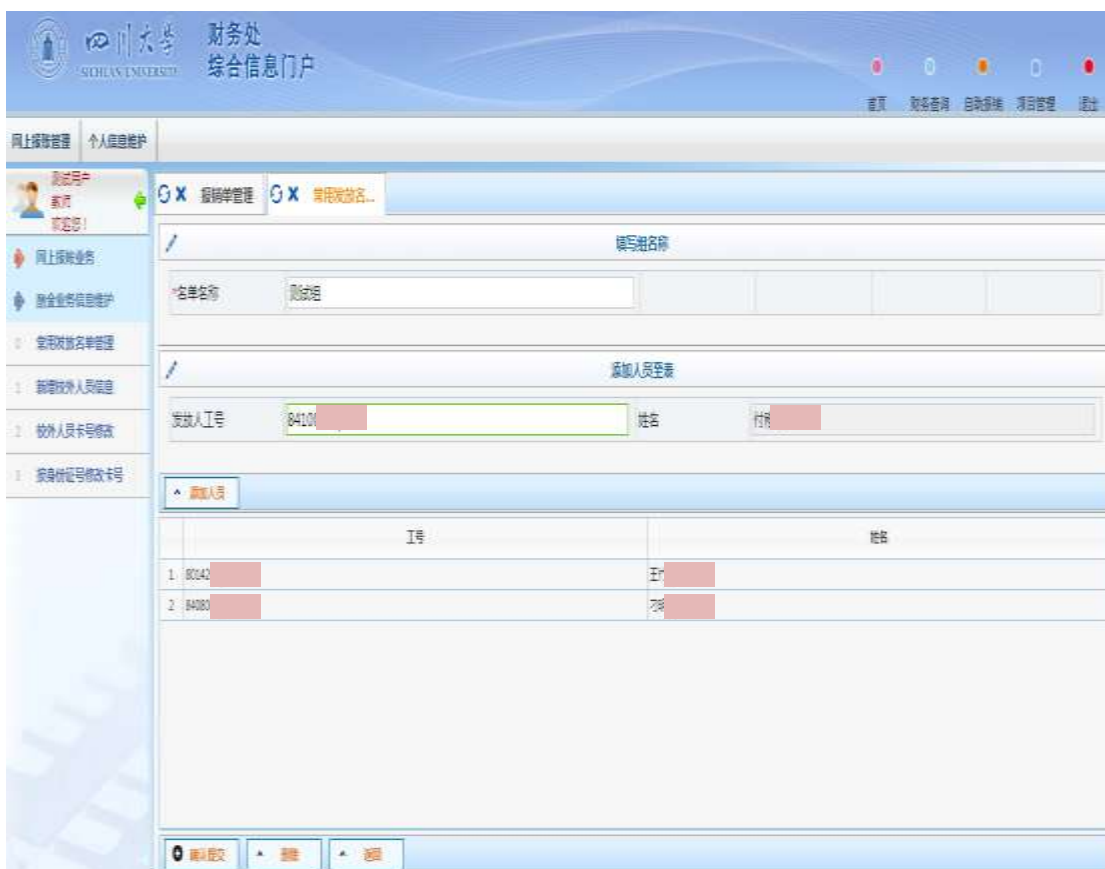 四川大学
SICHUAN UNIVERSITY
财务处
综合信息门户
首页 财务查询 自助报销 项目管理 退出
网上报账管理 个人信息维护
测试用户
教师
欢迎您!
报销单管理 常用发放名...
填写组名称
网上报账业务
*名单名称 测试组
酬金业务信息维护
0 常用发放名单管理
添加人员至表
1 新增校外人员信息
发放人工号 8410 姓名 付
2 校外人员卡号修改
3 按身份证号修改卡号
添加人员
工号 姓名
1 80142 王
2 84080 刁
确认提交 删除 返回